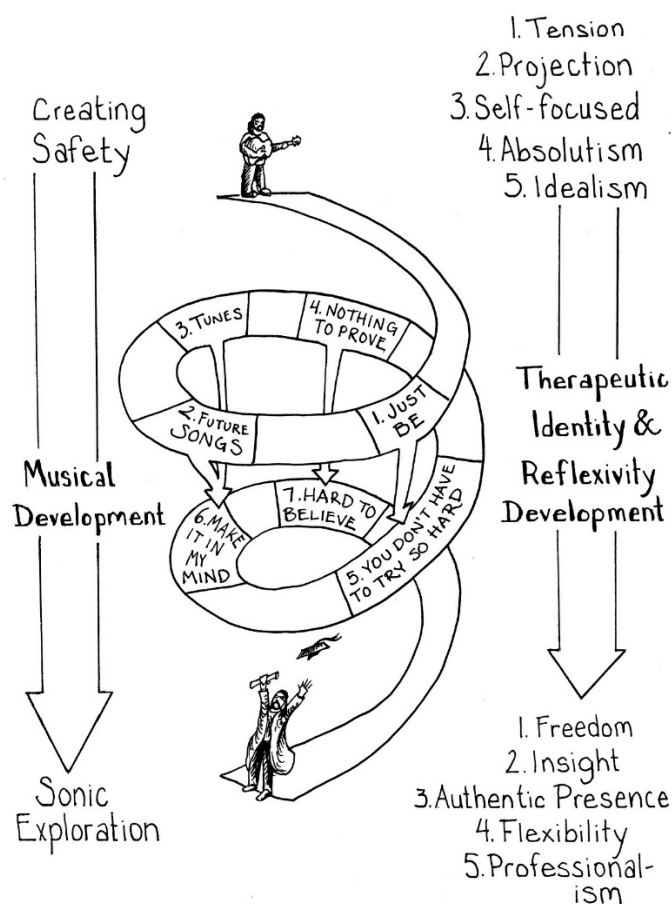 Creating
Safety
Musical
Development
Sonic
Exploration
3. TUNES
4. NOTHING
TO PROVE
2. FUTURE
SONGS
1. JUST
BE
6. MAKE
IT IN
MY
MIND
7. HARD TO
BELIEVE
5. YOU DON'T HAVE
TO TRY SO HARD
1. Tension
2. Projection
3. Self-focused
4. Absolutism
5. Idealism
Therapeutic
Identity &
Reflexivity
Development
1. Freedom
2. Insight
3. Authentic Presence
4. Flexibility
5. Professional-
ism